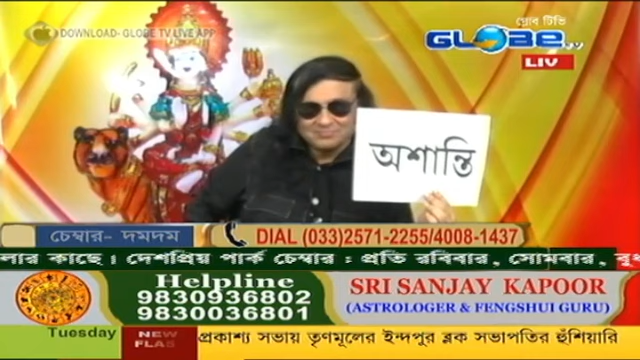 DOWNLOAD- GLOBE TV LIVE APP
গ্লোব টিভি
GLOBE TV
LIV
অশান্তি
চেম্বার- দমদম
DIAL (033)2571-2255/4008-1437
লার কাছে। দেশপ্রিয় পার্ক চেম্বার : প্রতি রবিবার, সোমবার, বুধ
Helpline
9830936802
9830036801
SRI SANJAY KAPOOR
(ASTROLOGER & FENGSHUI GURU)
Tuesday
NEW FLAS
প্রকাশ্য সভায় তৃণমূলের ইন্দপুর ব্লক সভাপতির হুঁশিয়ারি